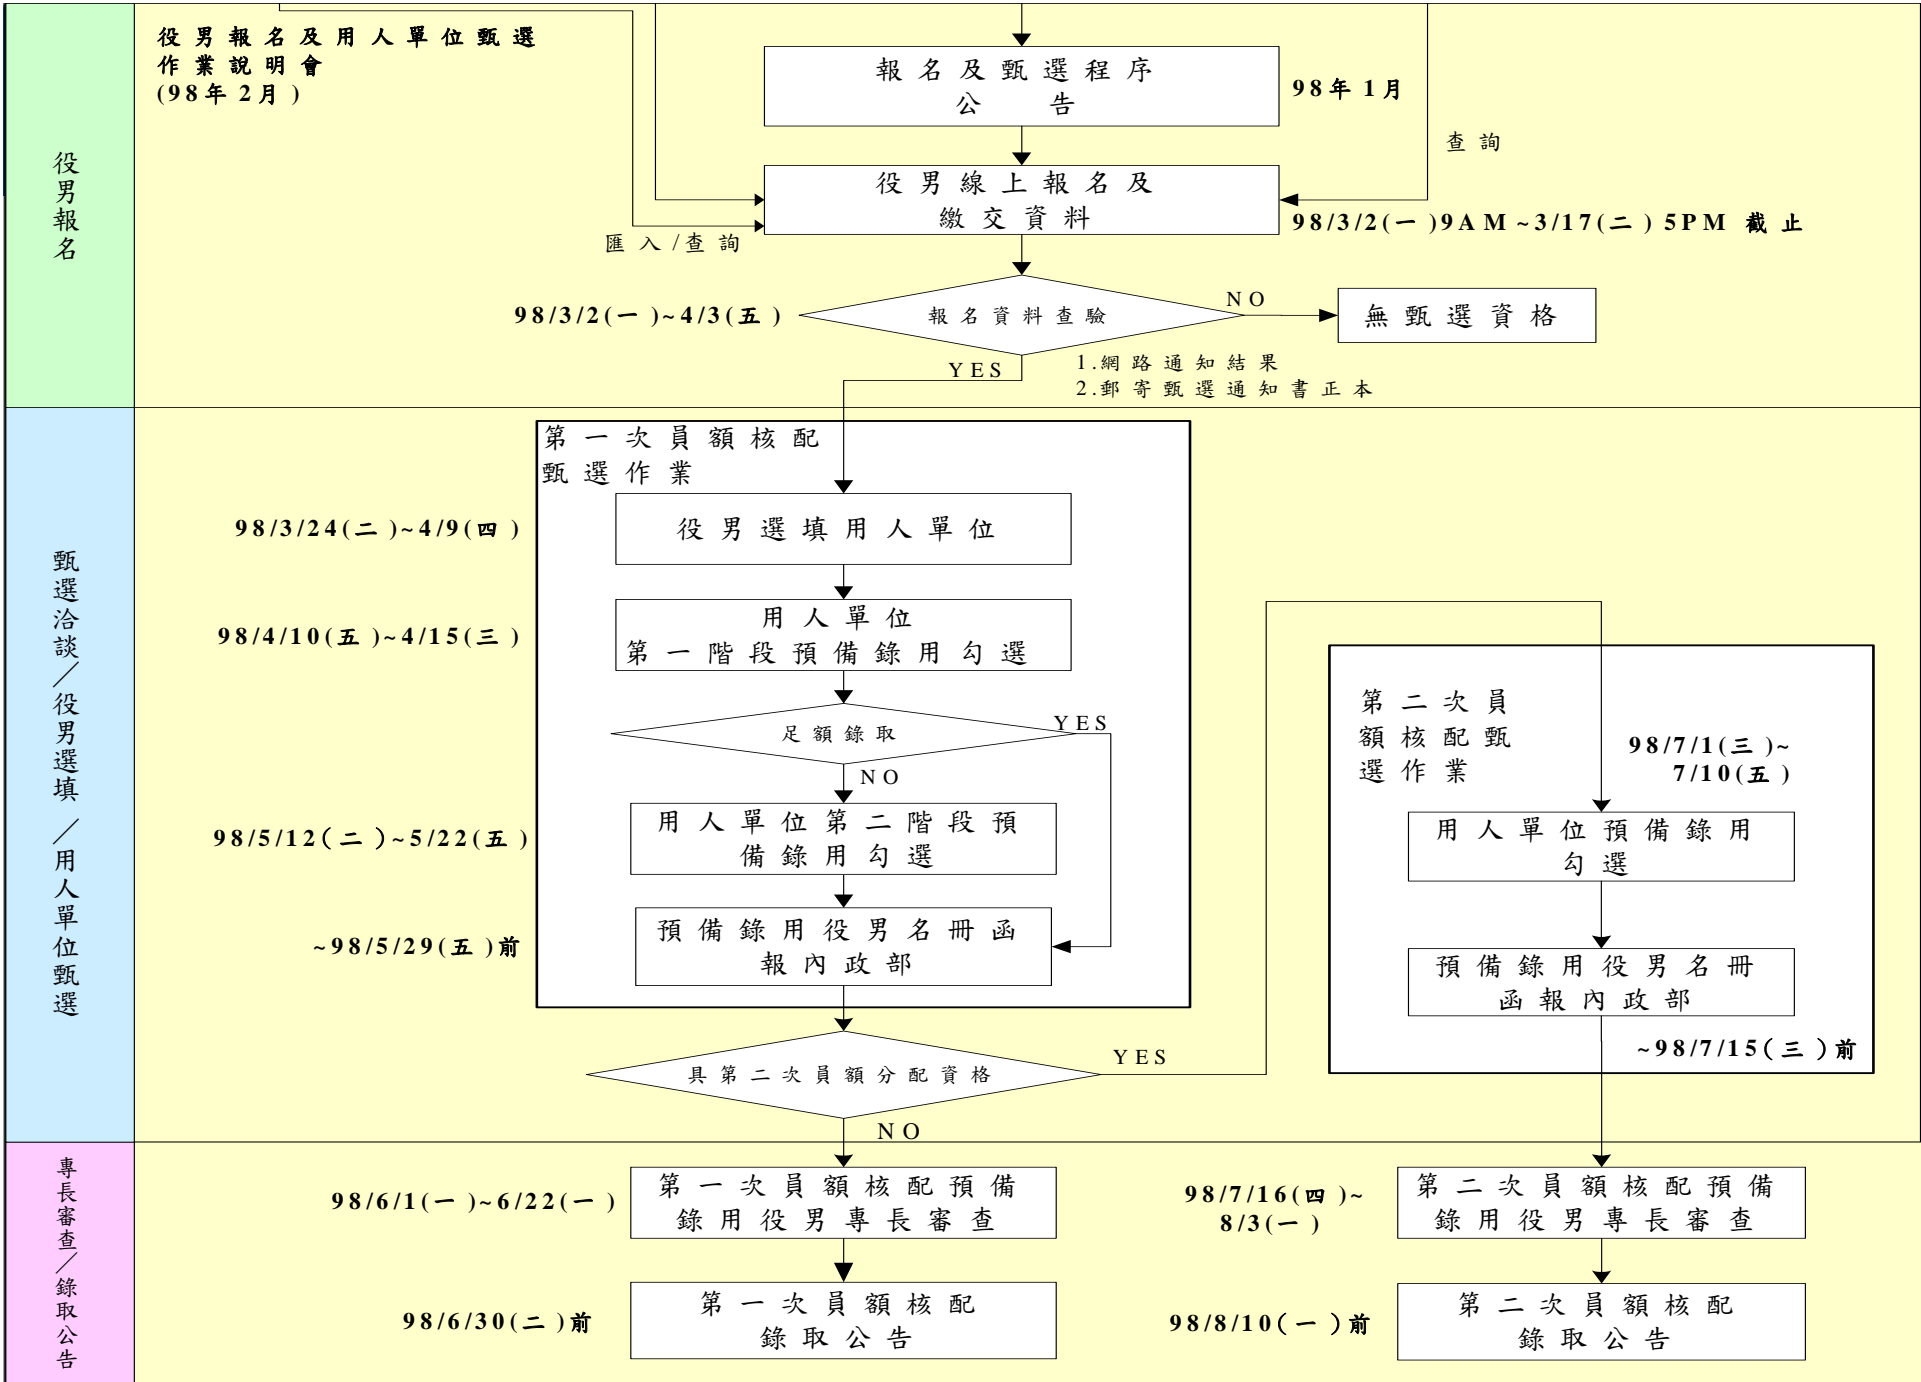 役男報名
役男報名及用人單位甄選
作業說明會
(98年2月)
報名及甄選程序
公 告
98年1月
查詢
役男線上報名及
繳交資料
98/3/2(一)9AM~3/17(二)5PM 截止
匯入/查詢
98/3/2(一)~4/3(五)
報名資料查驗
NO
無甄選資格
YES
1.網路通知結果
2.郵寄甄選通知書正本
甄選洽談／役男選填／用人單位甄選
第一次員額核配
甄選作業
98/3/24(二)~4/9(四)
役男選填用人單位
98/4/10(五)~4/15(三)
用人單位
第一階段預備錄用勾選
足額錄取
YES
NO
98/5/12(二)~5/22(五)
用人單位第二階段預
備錄用勾選
~98/5/29(五)前
預備錄用役男名冊函
報內政部
具第二次員額分配資格
YES
NO
第二次員
額核配甄
選作業
98/7/1(三)~
7/10(五)
用人單位預備錄用
勾選
預備錄用役男名冊
函報內政部
~98/7/15(三)前
專長審查／錄取公告
98/6/1(一)~6/22(一)
第一次員額核配預備
錄用役男專長審查
98/7/16(四)~
8/3(一)
第二次員額核配預備
錄用役男專長審查
98/6/30(二)前
第一次員額核配
錄取公告
98/8/10(一)前
第二次員額核配
錄取公告